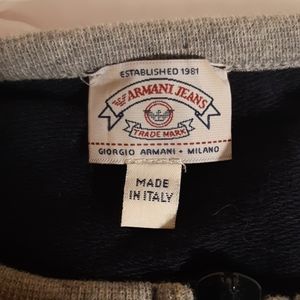 ESTABLISHED 1981
ARMANI JEANS
TRADE MARK
GIORGIO ARMANI - MILANO
MADE
IN ITALY